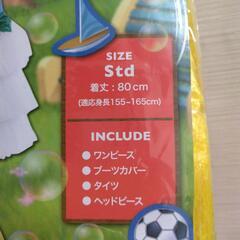 SIZE
Std
着丈：80cm
(適応身長155~165cm)
INCLUDE
● ワンピース
● ブーツカバー
● タイツ
● ヘッドピース